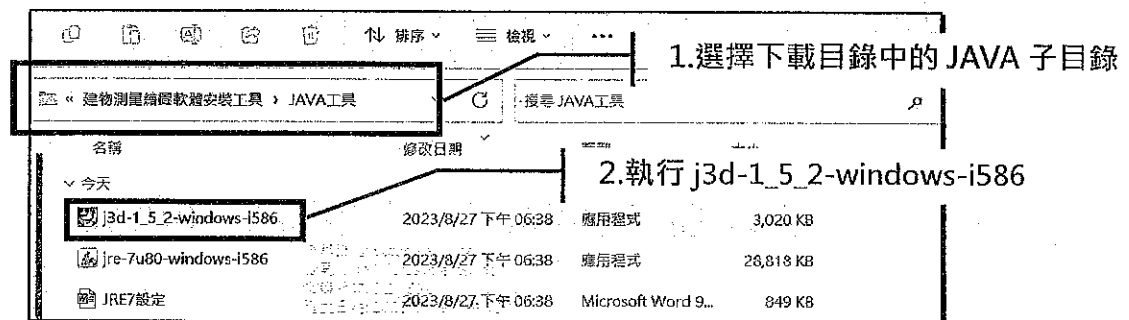 排序 檢視 ...
1.選擇下載目錄中的 JAVA 子目錄
« 建物測量繪圖軟體安裝工具 › JAVA工具
搜尋 JAVA工具
名稱 修改日期
今天
2.執行 j3d-1_5_2-windows-i586
j3d-1_5_2-windows-i586 2023/8/27 下午 06:38 應用程式 3,020 KB
jre-7u80-windows-i586 2023/8/27 下午 06:38 應用程式 28,818 KB
JRE7設定 2023/8/27 下午 06:38 Microsoft Word 9... 849 KB